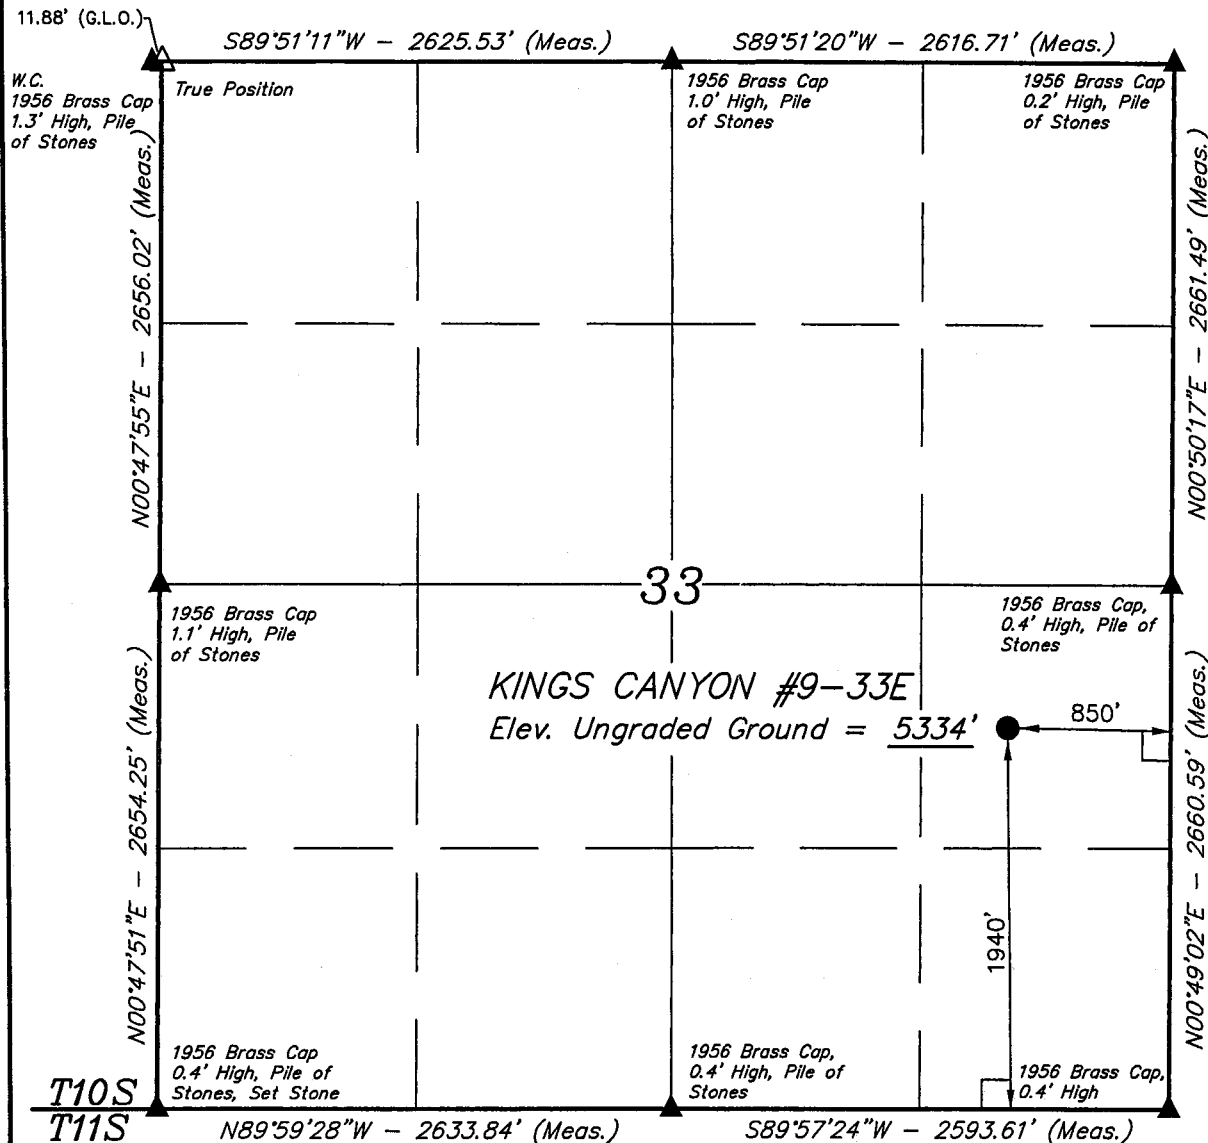 11.88' (G.L.O.)
S89°51'11"W - 2625.53' (Meas.)
S89°51'20"W - 2616.71' (Meas.)
W.C.
1956 Brass Cap
1.3' High, Pile
of Stones
True Position
1956 Brass Cap
1.0' High, Pile
of Stones
1956 Brass Cap
0.2' High, Pile
of Stones
N00°47'55"E - 2656.02' (Meas.)
N00°50'17"E - 2661.49' (Meas.)
33
1956 Brass Cap
1.1' High, Pile
of Stones
1956 Brass Cap,
0.4' High, Pile of
Stones
KINGS CANYON #9-33E
Elev. Ungraded Ground = 5334'
850'
1940'
N00°47'51"E - 2654.25' (Meas.)
N00°49'02"E - 2660.59' (Meas.)
1956 Brass Cap
0.4' High, Pile of
Stones, Set Stone
1956 Brass Cap,
0.4' High, Pile of
Stones
1956 Brass Cap,
0.4' High
T10S
T11S
N89°59'28"W - 2633.84' (Meas.)
S89°57'24"W - 2593.61' (Meas.)